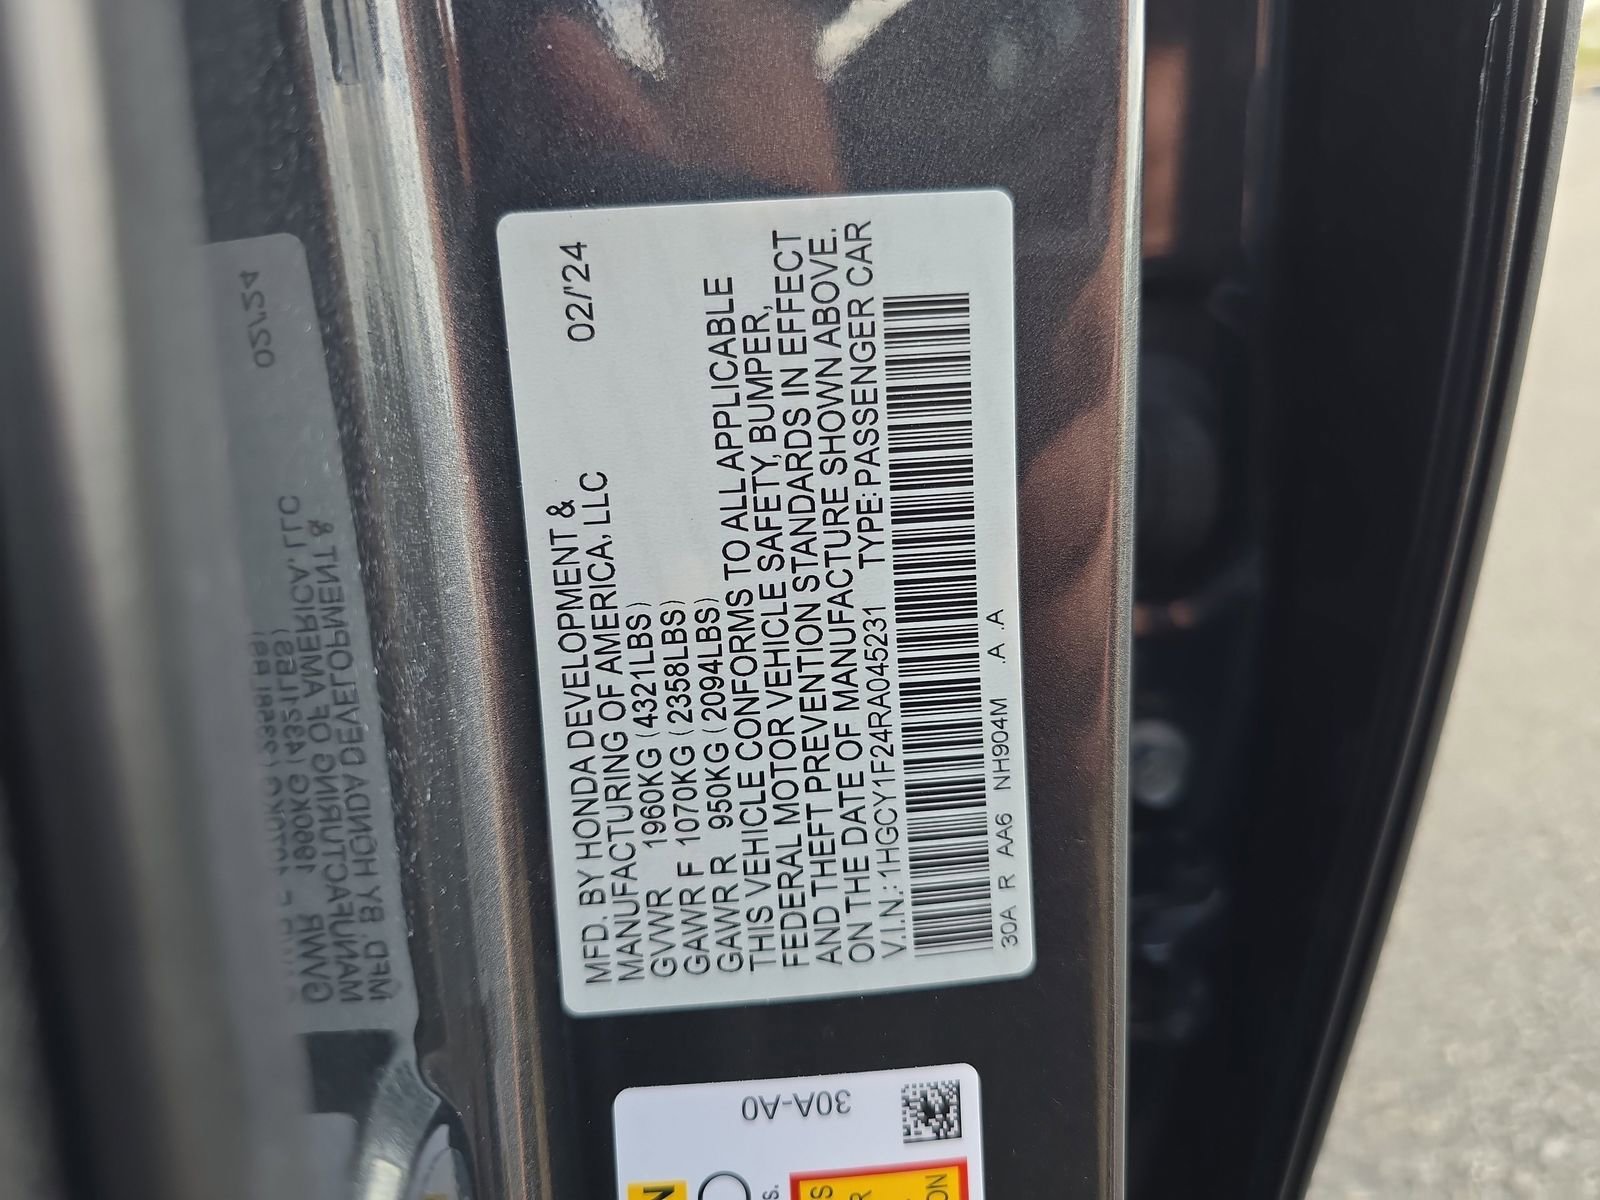 MFD. BY HONDA DEVELOPMENT & 02/'24
MANUFACTURING OF AMERICA, LLC
GVWR 1960KG (4321LBS)
GAWR F 1070KG (2358LBS)
GAWR R 950KG (2094LBS)
THIS VEHICLE CONFORMS TO ALL APPLICABLE
FEDERAL MOTOR VEHICLE SAFETY, BUMPER,
AND THEFT PREVENTION STANDARDS IN EFFECT
ON THE DATE OF MANUFACTURE SHOWN ABOVE.
V.I.N.: 1HGCY1F24RA045231 TYPE: PASSENGER CAR
30A R AA6 NH904M .A .A
30A-A0